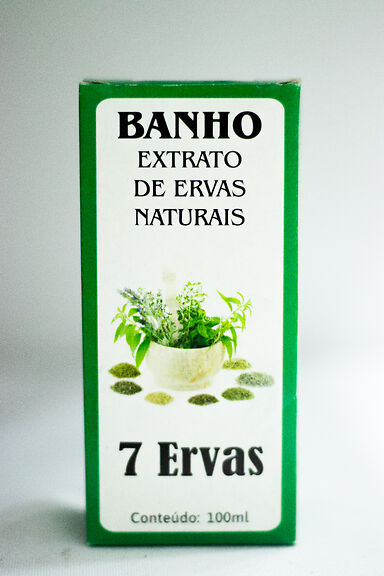 BANHO
EXTRATO
DE ERVAS
NATURAIS
7 Ervas
Conteúdo: 100ml